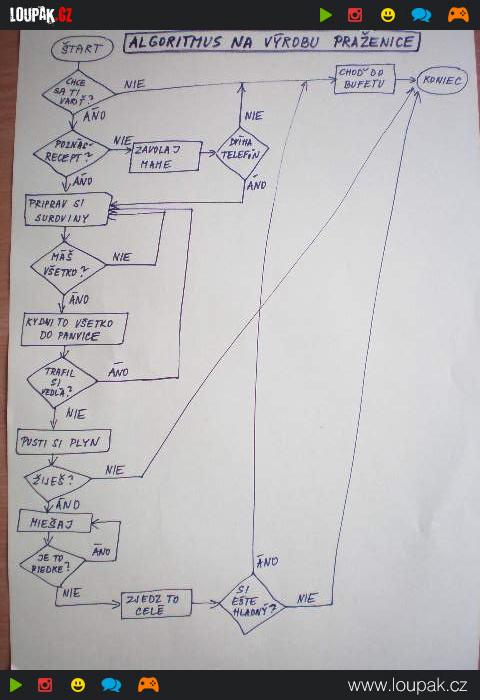 LOUPAK.CZ
ŠTART
ALGORITMUS NA VÝROBU PRAŽENICE
CHCE
SA TI
VARIŤ?
NIE
CHOĎ DO
BUFETU
KONIEC
ÁNO
POZNÁŠ
RECEPT?
NIE
ZAVOLAJ
MAME
DVÍHA
TELEFÓN
NIE
ÁNO
ÁNO
PRIPRAV SI
SUROVINY
MÁŠ
VŠETKO?
NIE
ÁNO
KYDNI TO VŠETKO
DO PANVICE
TRAFIL
SI
VEDĽA?
ÁNO
NIE
PUSTI SI PLYN
ŽIJEŠ?
NIE
ÁNO
MIEŠAJ
JE TO
RIEDKE?
ÁNO
NIE
ZJEDZ TO
CELÉ
SI
EŠTE
HLADNÝ?
ÁNO
NIE
www.loupak.cz